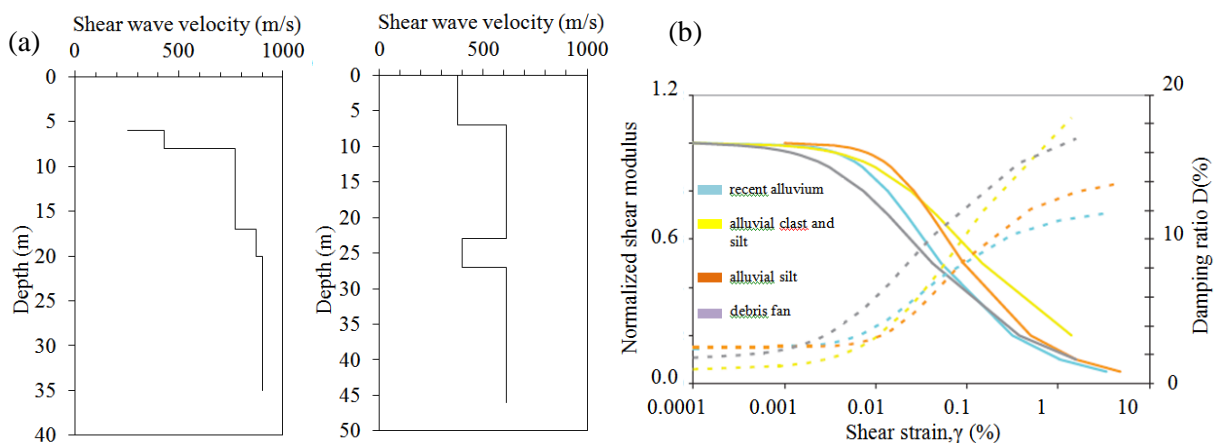 (a)
Shear wave velocity (m/s)
0 500 1000
Depth (m)
0
5
10
15
20
25
30
35
40
Shear wave velocity (m/s)
0 500 1000
Depth (m)
0
5
10
15
20
25
30
35
40
45
50
(b)
Normalized shear modulus
1.2
0.6
0.0
recent alluvium
alluvial clast and
silt
alluvial silt
debris fan
20
15
10
5
0
Damping ratio D(%)
0.0001 0.001 0.01 0.1 1 10
Shear strain,γ (%)